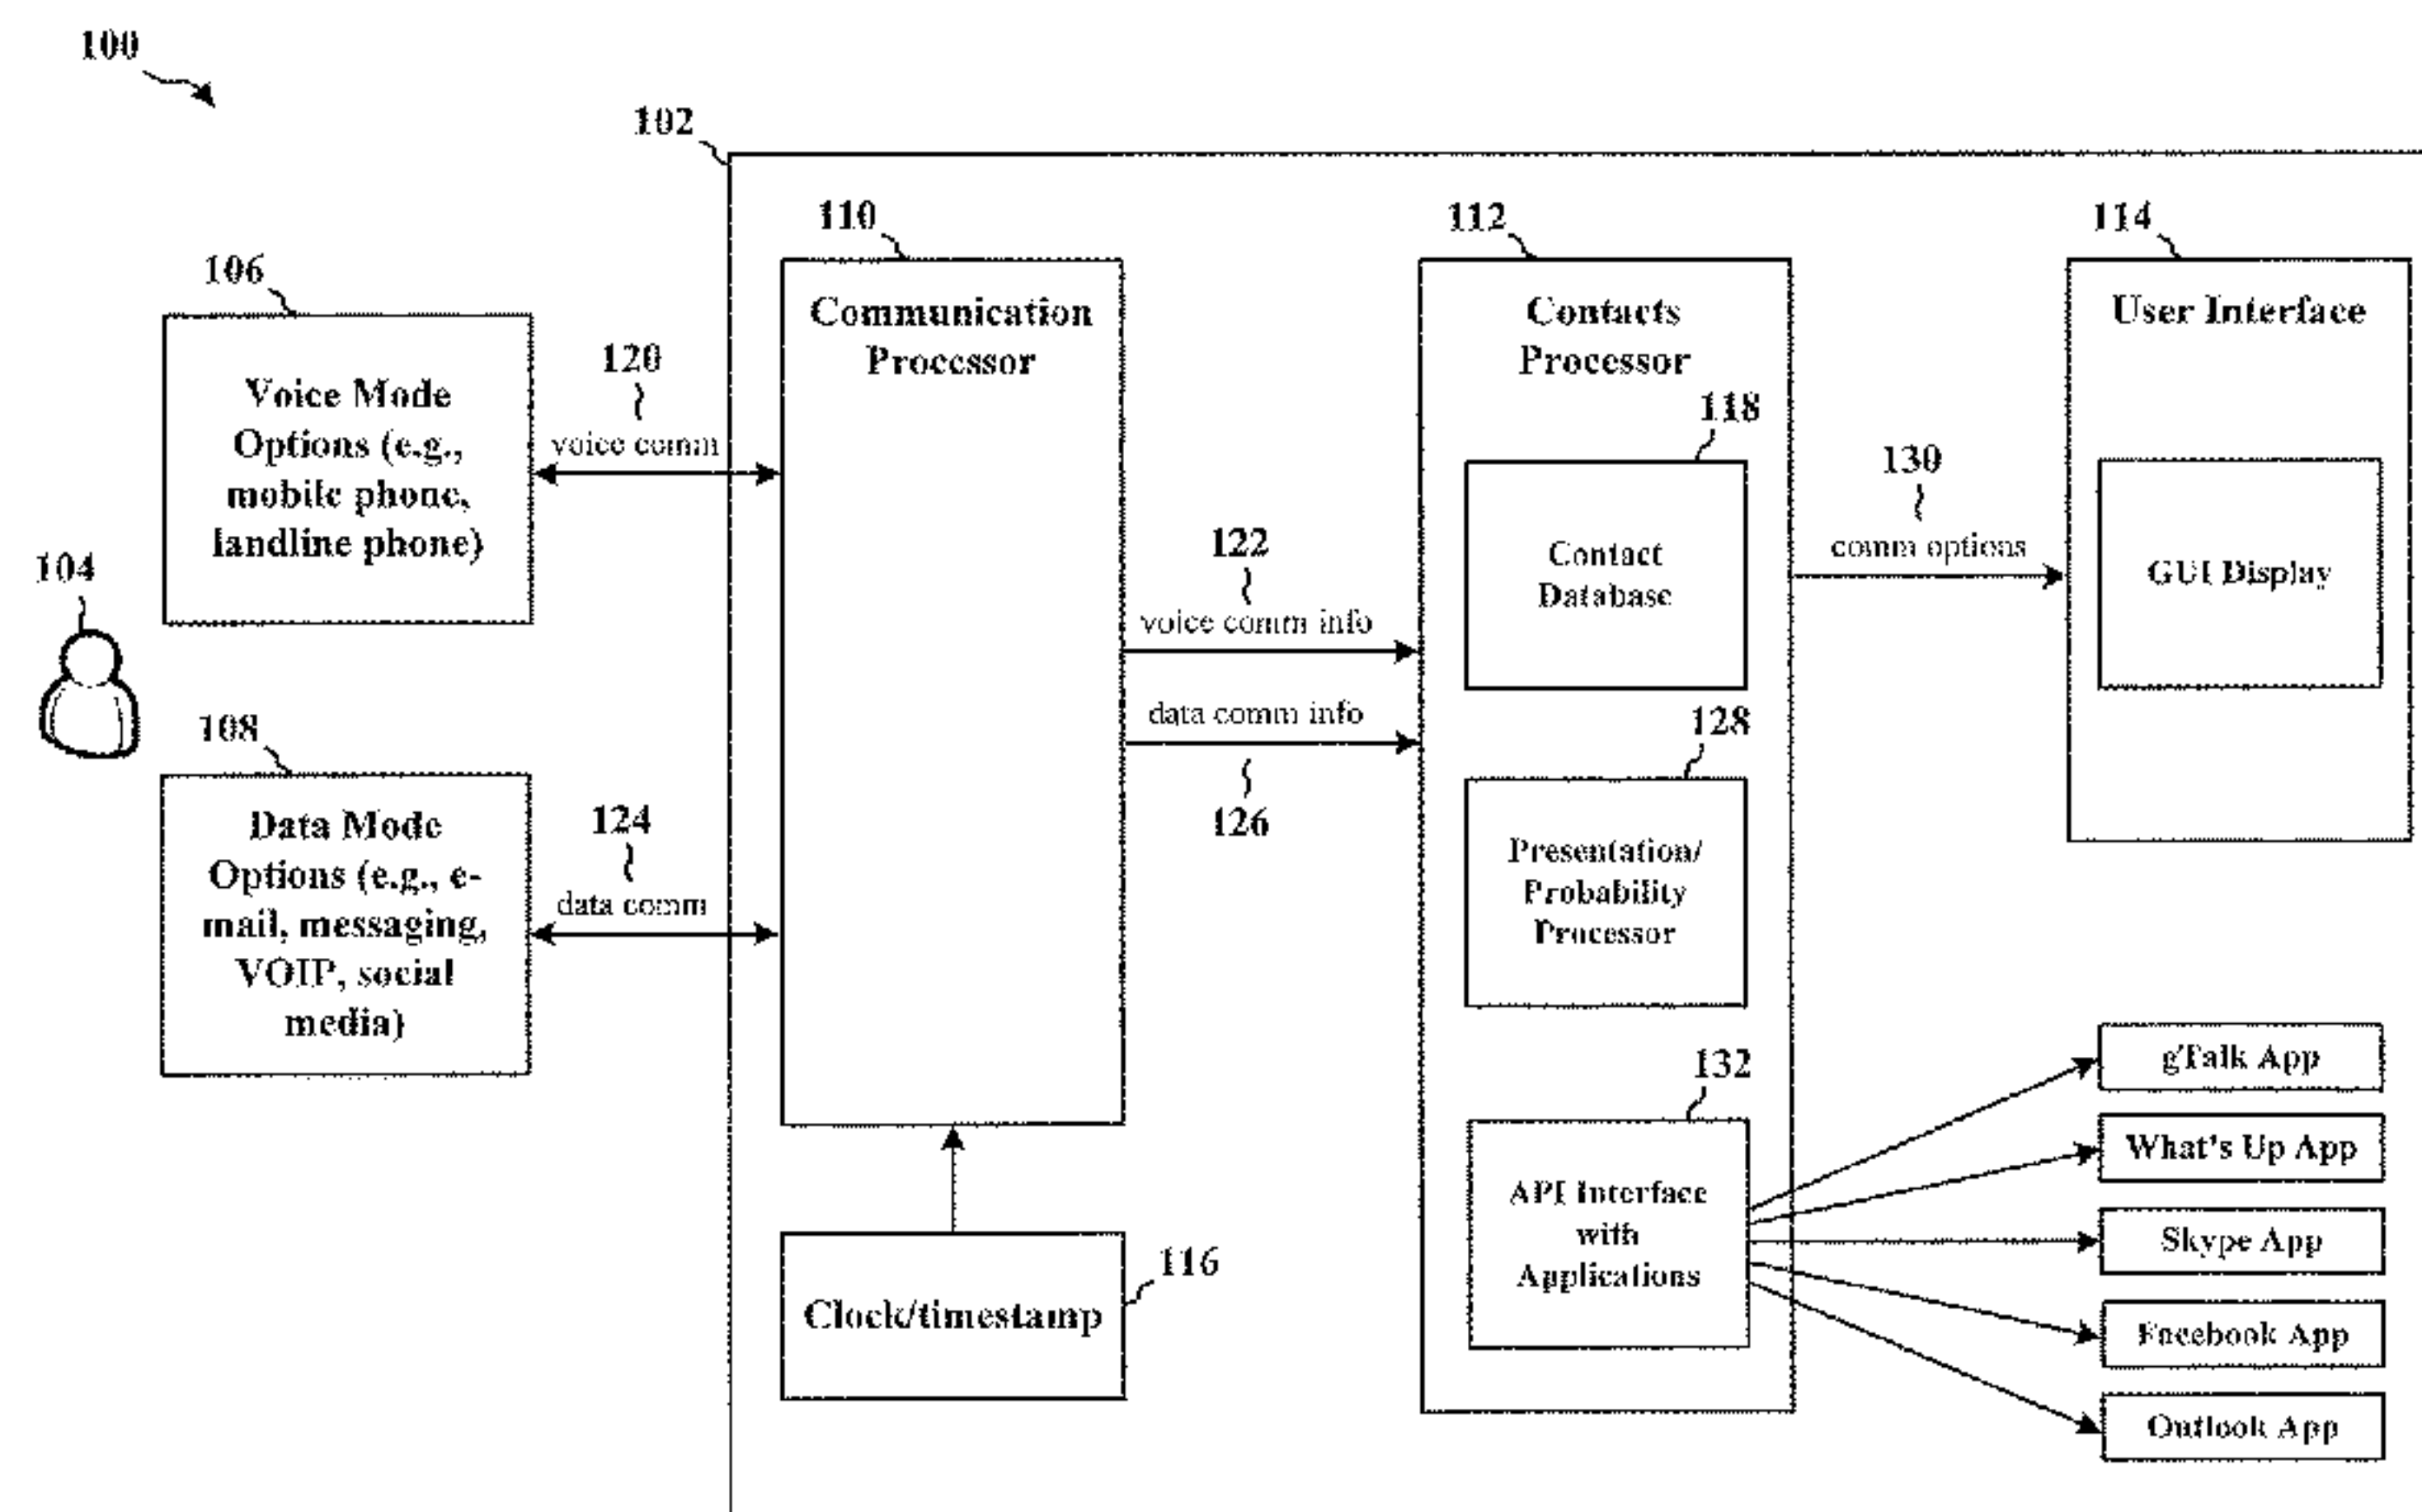 100
102
110
112
114
106
Communication
Processor
Contacts
Processor
User Interface
Voice Mode
Options (e.g.,
mobile phone,
landline phone)
120
voice comm
118
Contact
Database
130
comm options
GUI Display
104
122
voice comm info
data comm info
126
108
Data Mode
Options (e.g., e-
mail, messaging,
VOIP, social
media)
124
data comm
128
Presentation/
Probability
Processor
132
API Interface
with
Applications
gTalk App
What's Up App
Skype App
Facebook App
Outlook App
116
Clock/timestamp